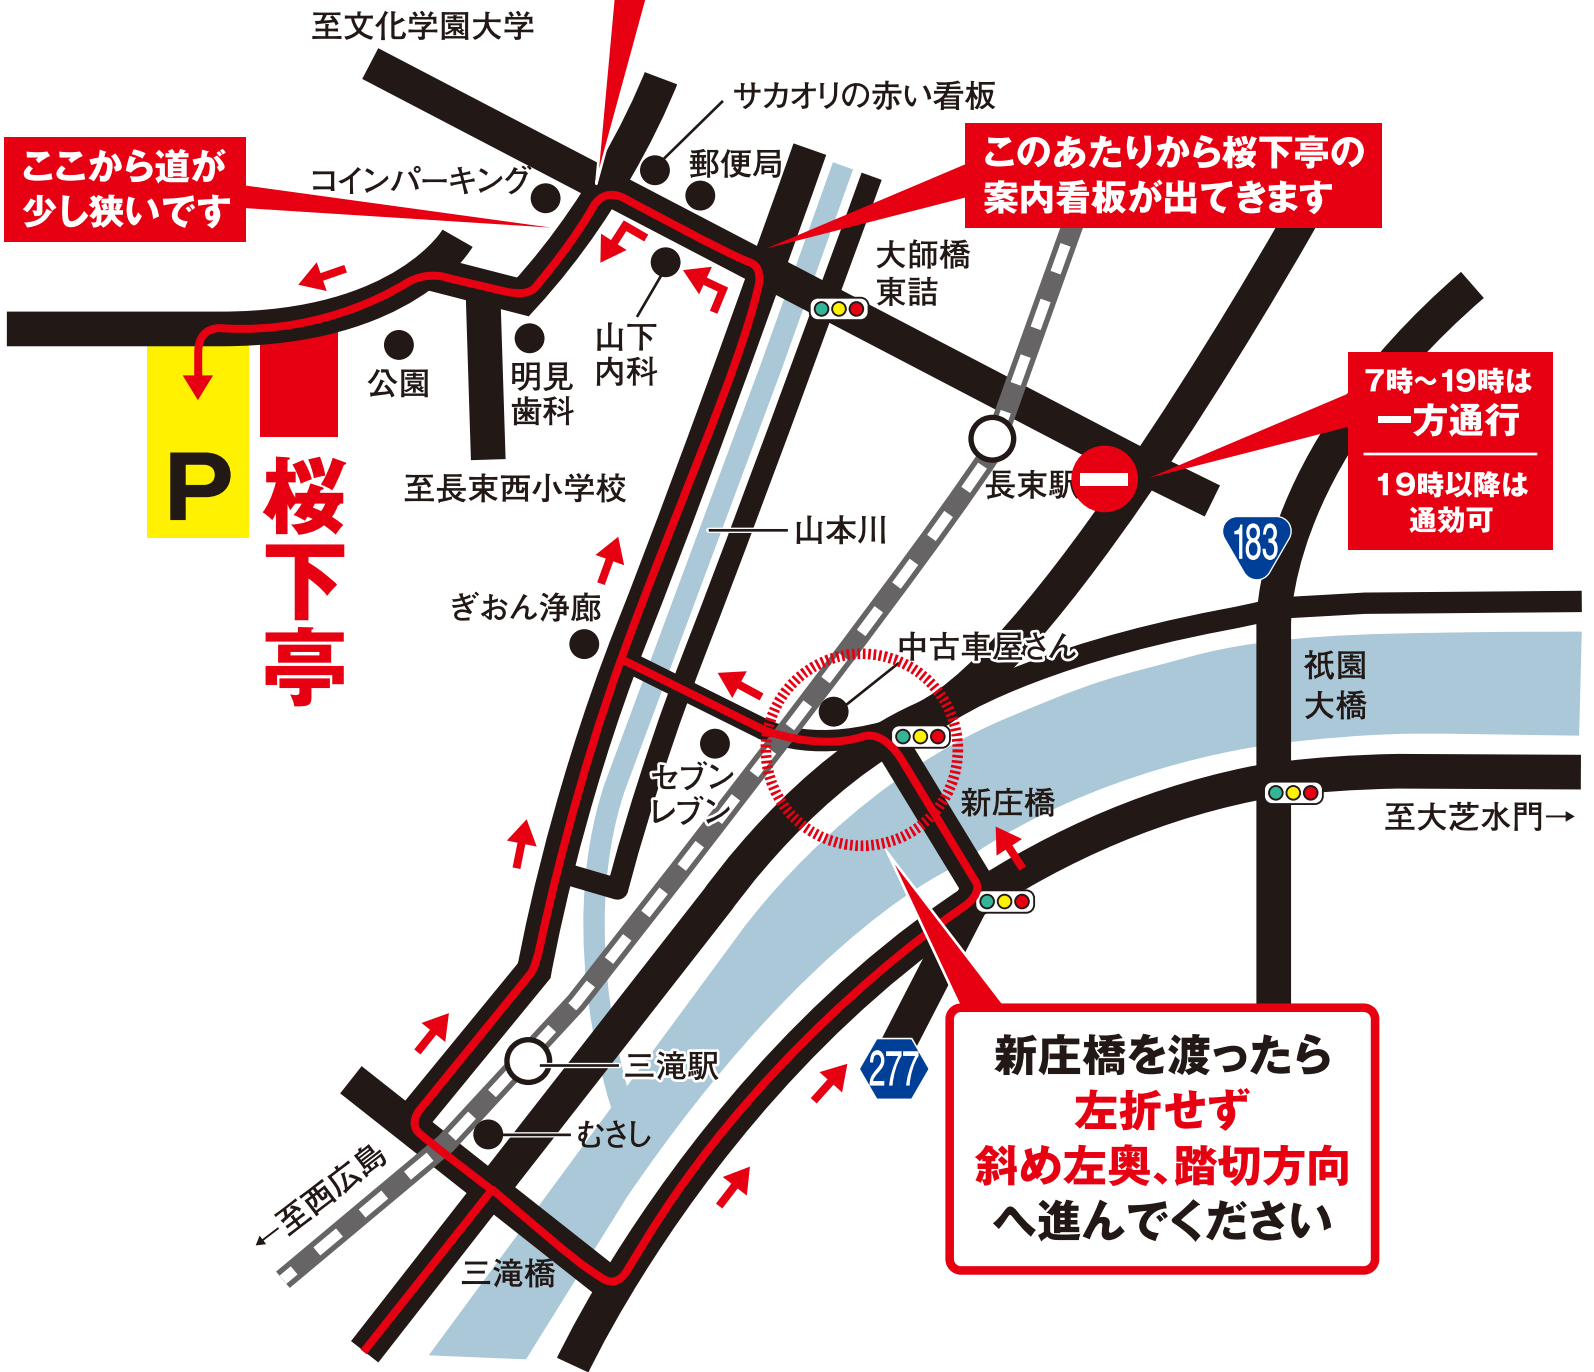 至文化学園大学
サカオリの赤い看板
ここから道が
少し狭いです
コインパーキング
郵便局
このあたりから桜下亭の
案内看板が出てきます
大師橋
東詰
山下
内科
公園
明見
歯科
7時〜19時は
一方通行
19時以降は
通効可
P
桜下亭
至長束西小学校
長束駅
山本川
183
ぎおん浄廊
中古車屋さん
祇園
大橋
セブン
レブン
新庄橋
至大芝水門→
三滝駅
277
むさし
←至西広島
三滝橋
新庄橋を渡ったら
左折せず
斜め左奥、踏切方向
へ進んでください